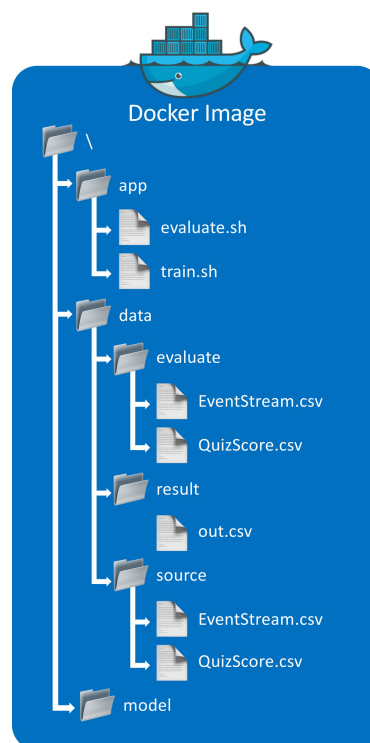 Docker Image
\
app
evaluate.sh
train.sh
data
evaluate
EventStream.csv
QuizScore.csv
result
out.csv
source
EventStream.csv
QuizScore.csv
model